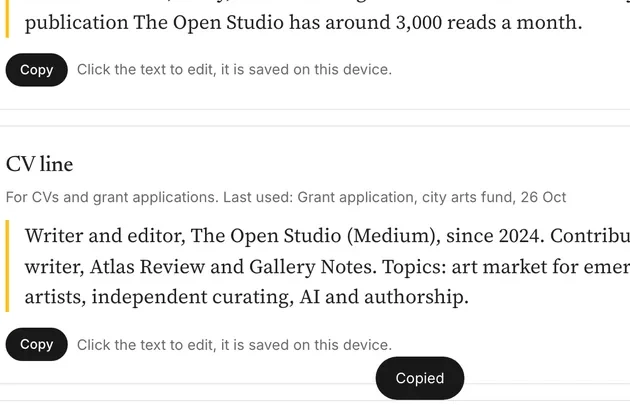 publication The Open Studio has around 3,000 reads a month.
Copy Click the text to edit, it is saved on this device.
CV line
For CVs and grant applications. Last used: Grant application, city arts fund, 26 Oct
Writer and editor, The Open Studio (Medium), since 2024. Contribu
writer, Atlas Review and Gallery Notes. Topics: art market for emer
artists, independent curating, AI and authorship.
Copy Click the text to edit, it is saved on this device.
Copied